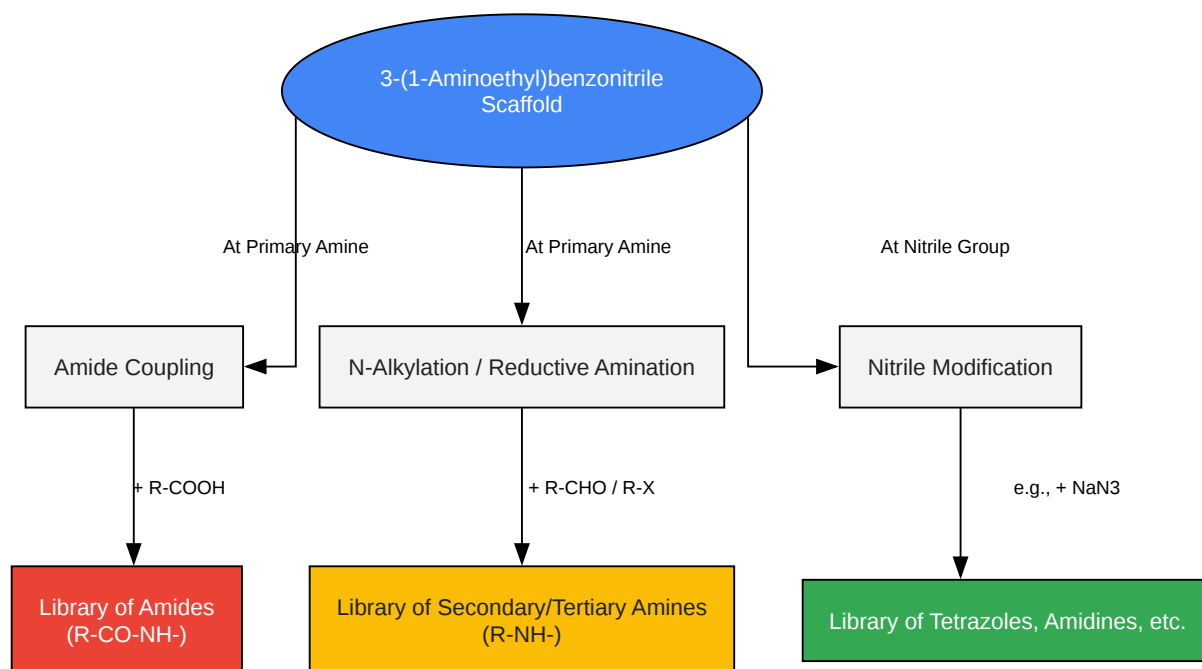 3-(1-Aminoethyl)benzonitrile
Scaffold
At Primary Amine
At Primary Amine
At Nitrile Group
Amide Coupling
N-Alkylation / Reductive Amination
Nitrile Modification
+ R-COOH
+ R-CHO / R-X
e.g., + NaN3
Library of Amides
(R-CO-NH-)
Library of Secondary/Tertiary Amines
(R-NH-)
Library of Tetrazoles, Amidines, etc.